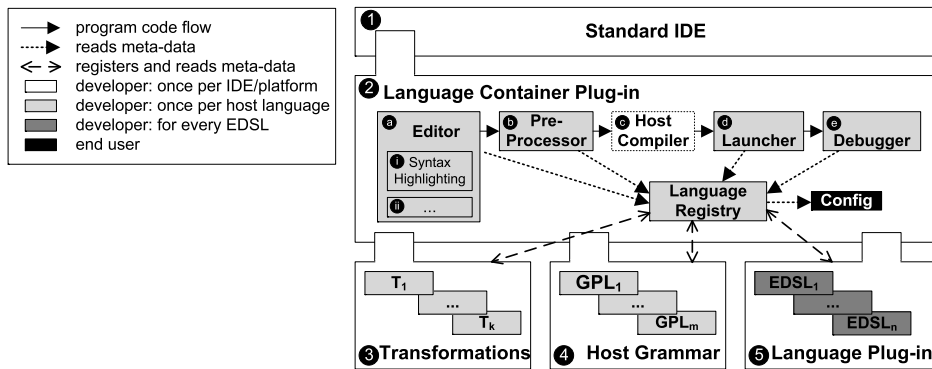 program code flow
reads meta-data
registers and reads meta-data
developer: once per IDE/platform
developer: once per host language
developer: for every EDSL
end user
1 Standard IDE
2 Language Container Plug-in
a Editor
i Syntax
Highlighting
ii ...
b Pre-
Processor
c Host
Compiler
d
Launcher
e
Debugger
Language
Registry
Config
T1
...
Tk
3 Transformations
GPL1
...
GPLm
4 Host Grammar
EDSL1
...
EDSLn
5 Language Plug-in